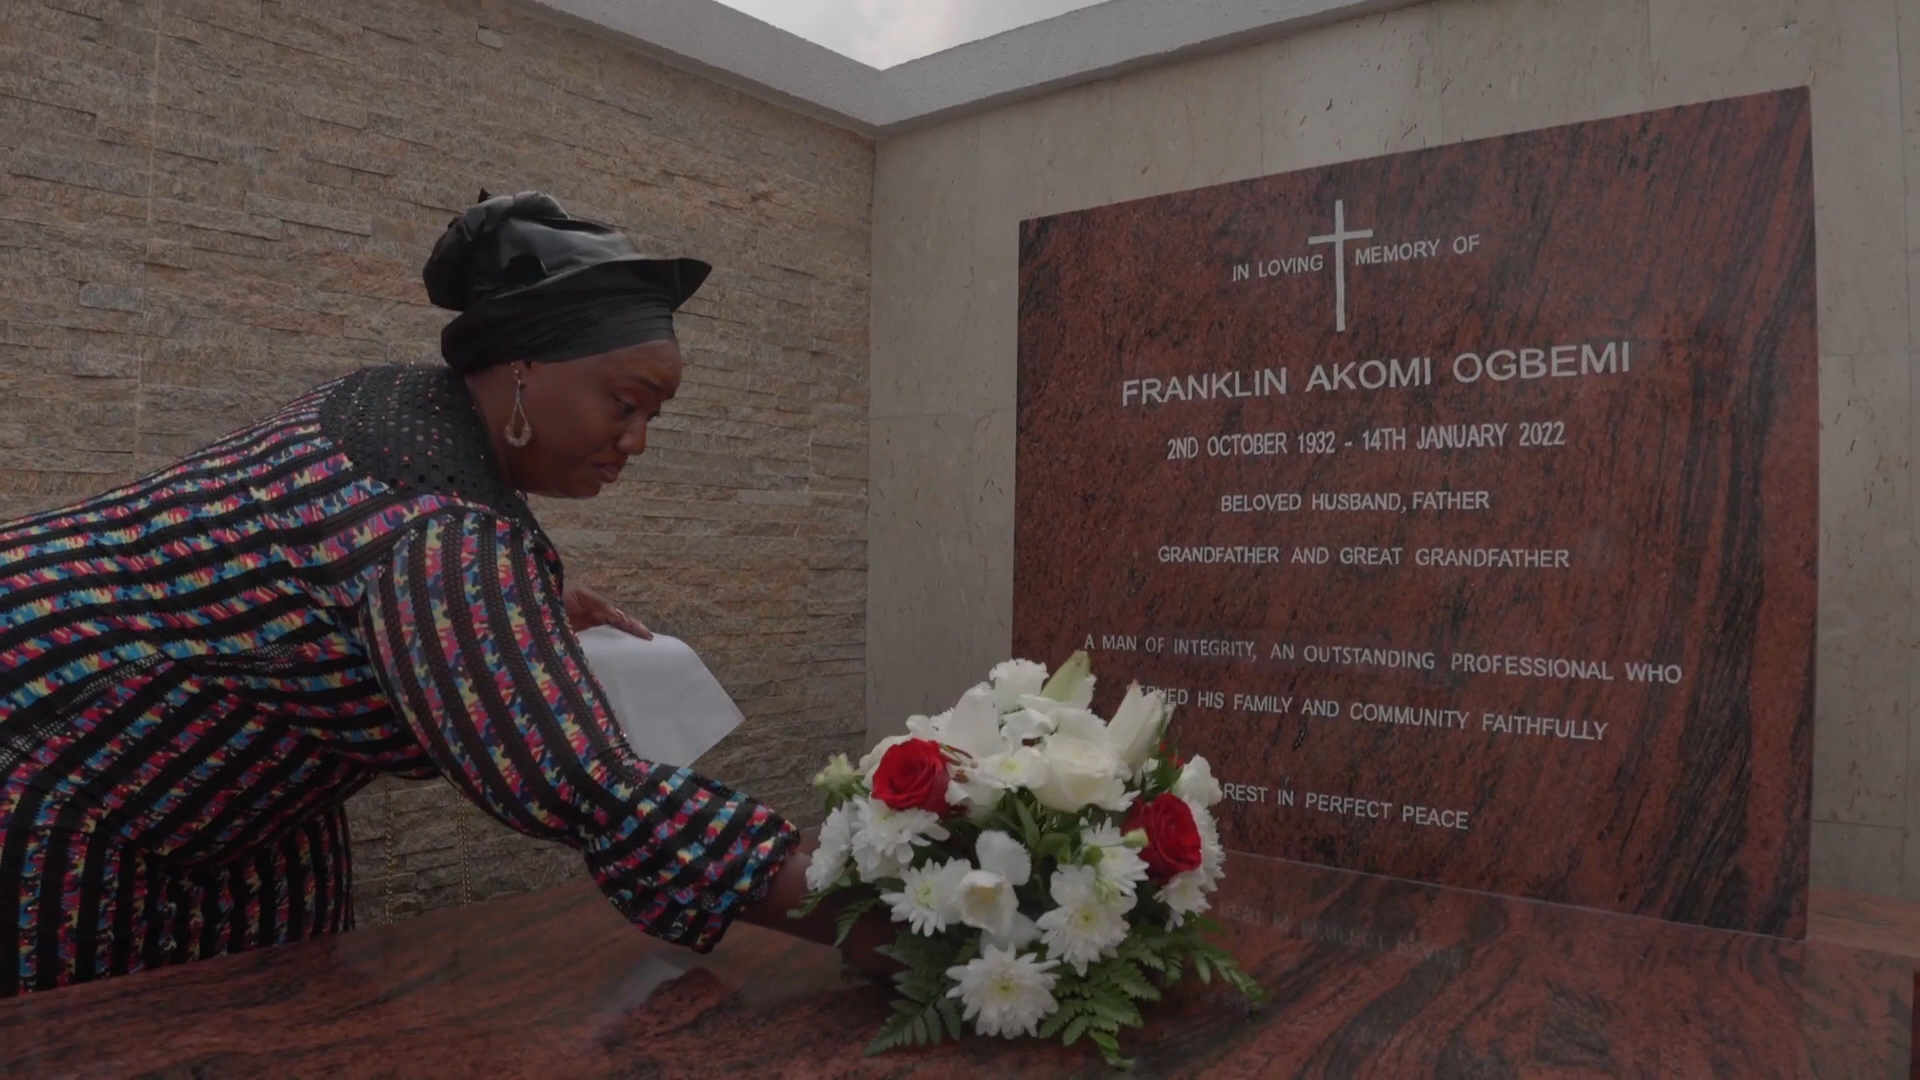 IN LOVING MEMORY OF
FRANKLIN AKOMI OGBEMI
2ND OCTOBER 1932 - 14TH JANUARY 2022
BELOVED HUSBAND, FATHER
GRANDFATHER AND GREAT GRANDFATHER
A MAN OF INTEGRITY, AN OUTSTANDING PROFESSIONAL WHO
HIS FAMILY AND COMMUNITY FAITHFULLY
REST IN PERFECT PEACE